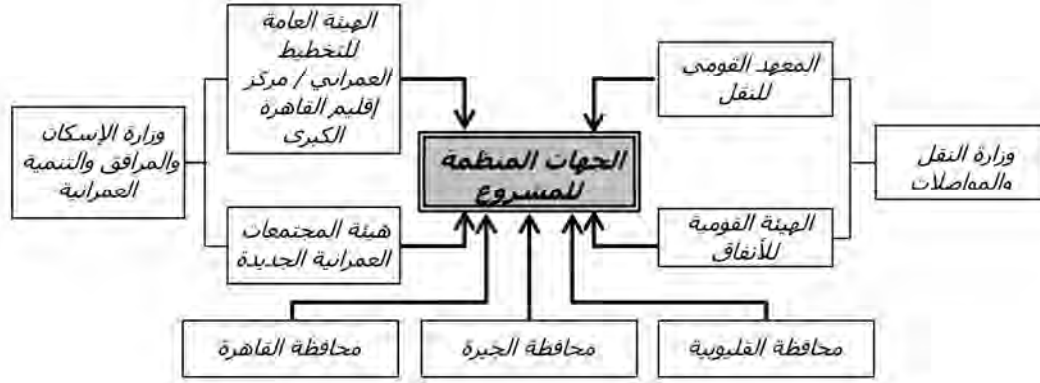 الهيئة العامة
للتخطيط
العمراني / مركز
إقليم القاهرة
الكبرى
المعهد القومي
للنقل
وزارة الإسكان
والمرافق والتنمية
العمرانية
الجهات المنظمة
للمسروع
وزارة النقل
والمواصلات
هيئة المجتمعات
العمرانية الجديدة
الهيئة القومية
للأنفاق
محافظة القاهرة
محافظة الجيزة
محافظة القليوبية